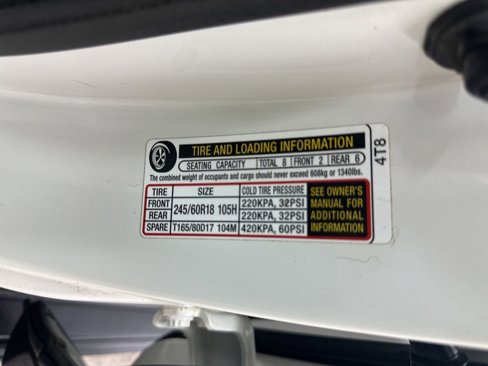 TIRE AND LOADING INFORMATION
SEATING CAPACITY TOTAL 8 FRONT 2 REAR 6
The combined weight of occupants and cargo should never exceed 608kg or 1340lbs.
TIRE SIZE COLD TIRE PRESSURE
FRONT 245/60R18 105H 220KPA, 32PSI
REAR 220KPA, 32PSI
SPARE T165/80D17 104M 420KPA, 60PSI
SEE OWNER'S
MANUAL FOR
ADDITIONAL
INFORMATION
4T8